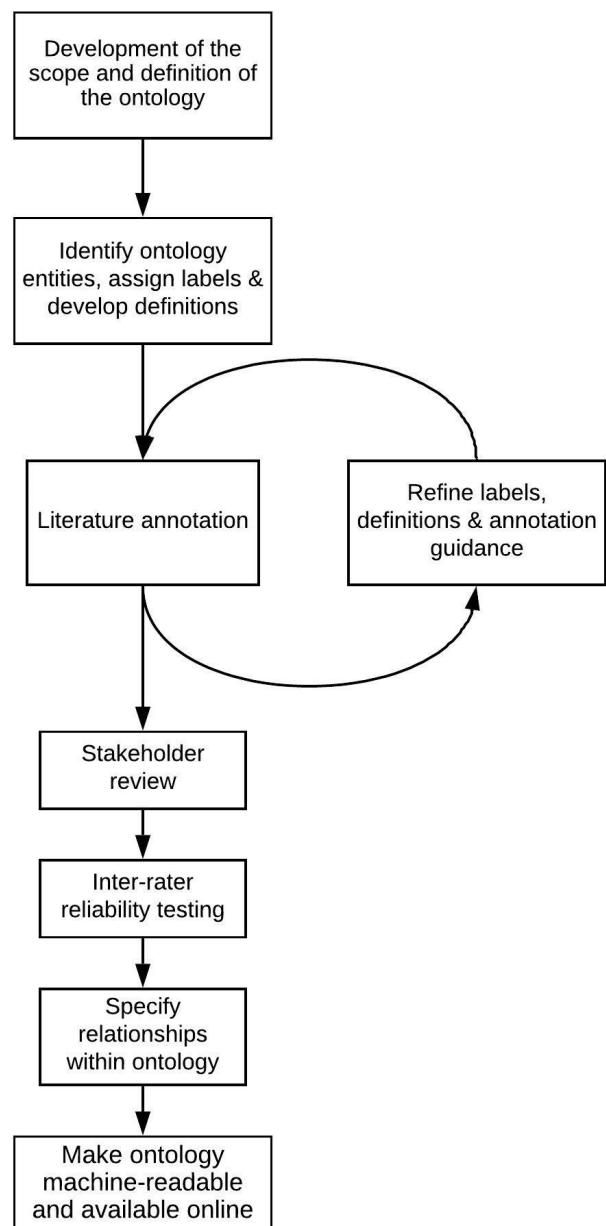 Development of the
scope and definition of
the ontology
Identify ontology
entities, assign labels &
develop definitions
Literature annotation
Refine labels,
definitions & annotation
guidance
Stakeholder
review
Inter-rater
reliability testing
Specify
relationships
within ontology
Make ontology
machine-readable
and available online